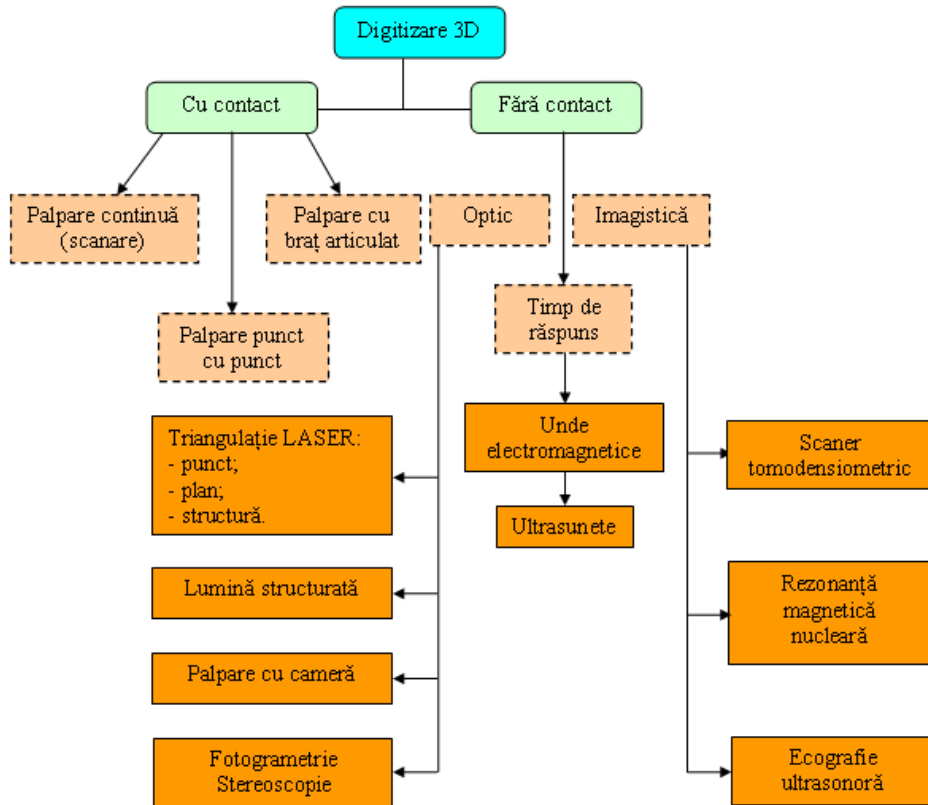 Digitizare 3D
Cu contact
Fără contact
Palpare continuă
(scanare)
Palpare cu
braț articulat
Optic
Imagistică
Palpare punct
cu punct
Timp de
răspuns
Triangulație LASER:
- punct;
- plan;
- structură.
Unde
electromagnetice
Scaner
tomodensiometric
Ultrasunete
Lumină structurată
Rezonanță
magnetică
nucleară
Palpare cu cameră
Fotogrametrie
Stereoscopie
Ecografie
ultrasonoră